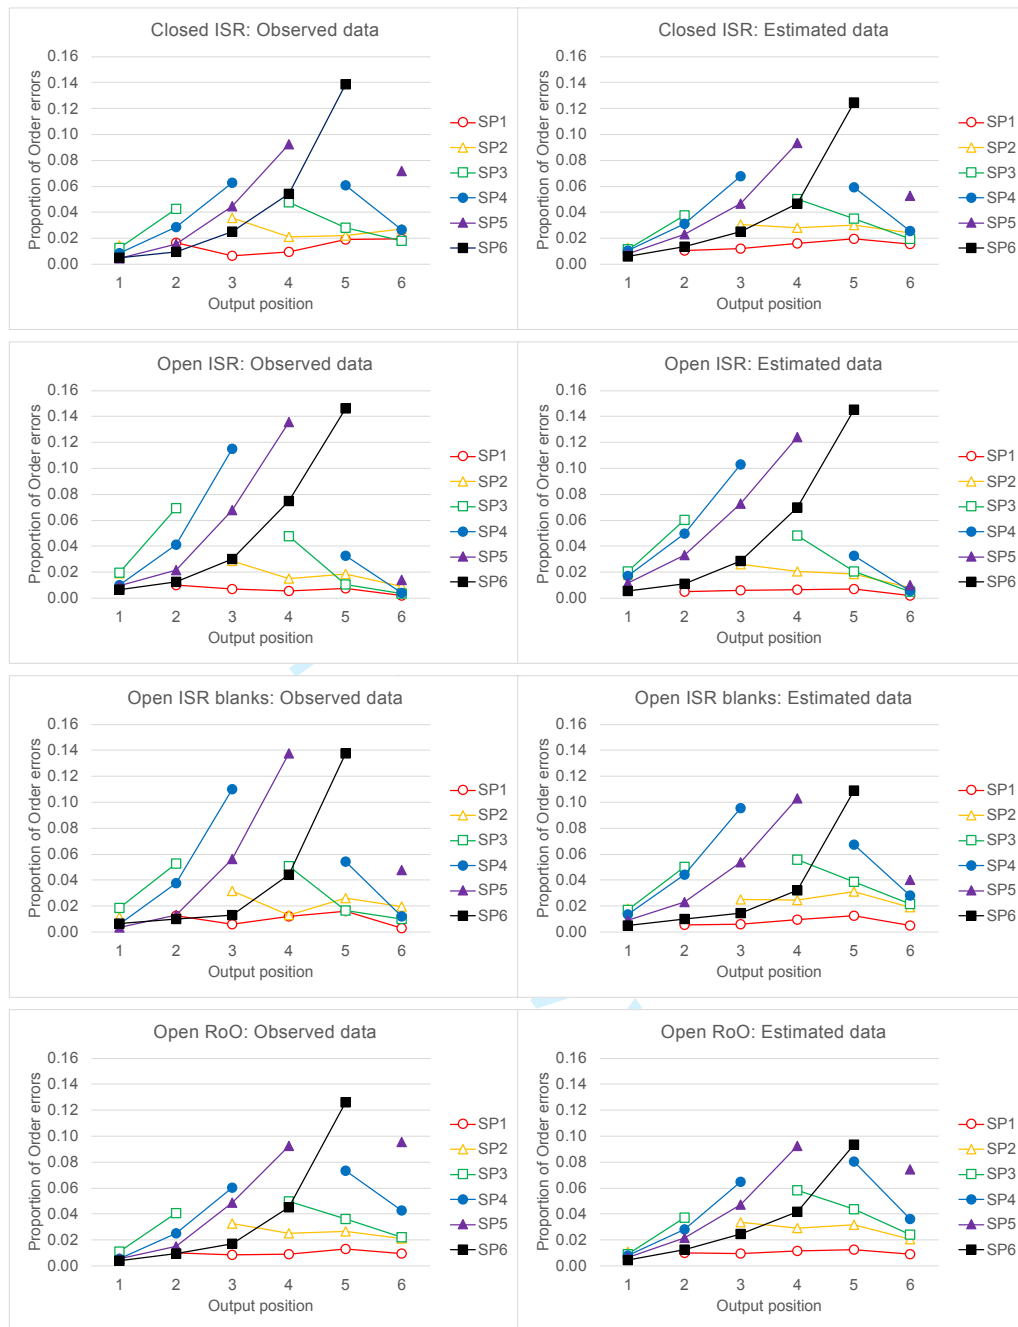 Closed ISR: Observed data
Proportion of Order errors
0.16
0.14
0.12
0.10
0.08
0.06
0.04
0.02
0.00
1 2 3 4 5 6
Output position
SP1
SP2
SP3
SP4
SP5
SP6
Closed ISR: Estimated data
Proportion of Order errors
0.16
0.14
0.12
0.10
0.08
0.06
0.04
0.02
0.00
1 2 3 4 5 6
Output position
SP1
SP2
SP3
SP4
SP5
SP6
Open ISR: Observed data
Proportion of Order errors
0.16
0.14
0.12
0.10
0.08
0.06
0.04
0.02
0.00
1 2 3 4 5 6
Output position
SP1
SP2
SP3
SP4
SP5
SP6
Open ISR: Estimated data
Proportion of Order errors
0.16
0.14
0.12
0.10
0.08
0.06
0.04
0.02
0.00
1 2 3 4 5 6
Output position
SP1
SP2
SP3
SP4
SP5
SP6
Open ISR blanks: Observed data
Proportion of Order errors
0.16
0.14
0.12
0.10
0.08
0.06
0.04
0.02
0.00
1 2 3 4 5 6
Output position
SP1
SP2
SP3
SP4
SP5
SP6
Open ISR blanks: Estimated data
Proportion of Order errors
0.16
0.14
0.12
0.10
0.08
0.06
0.04
0.02
0.00
1 2 3 4 5 6
Output position
SP1
SP2
SP3
SP4
SP5
SP6
Open RoO: Observed data
Proportion of Order errors
0.16
0.14
0.12
0.10
0.08
0.06
0.04
0.02
0.00
1 2 3 4 5 6
Output position
SP1
SP2
SP3
SP4
SP5
SP6
Open RoO: Estimated data
Proportion of Order errors
0.16
0.14
0.12
0.10
0.08
0.06
0.04
0.02
0.00
1 2 3 4 5 6
Output position
SP1
SP2
SP3
SP4
SP5
SP6